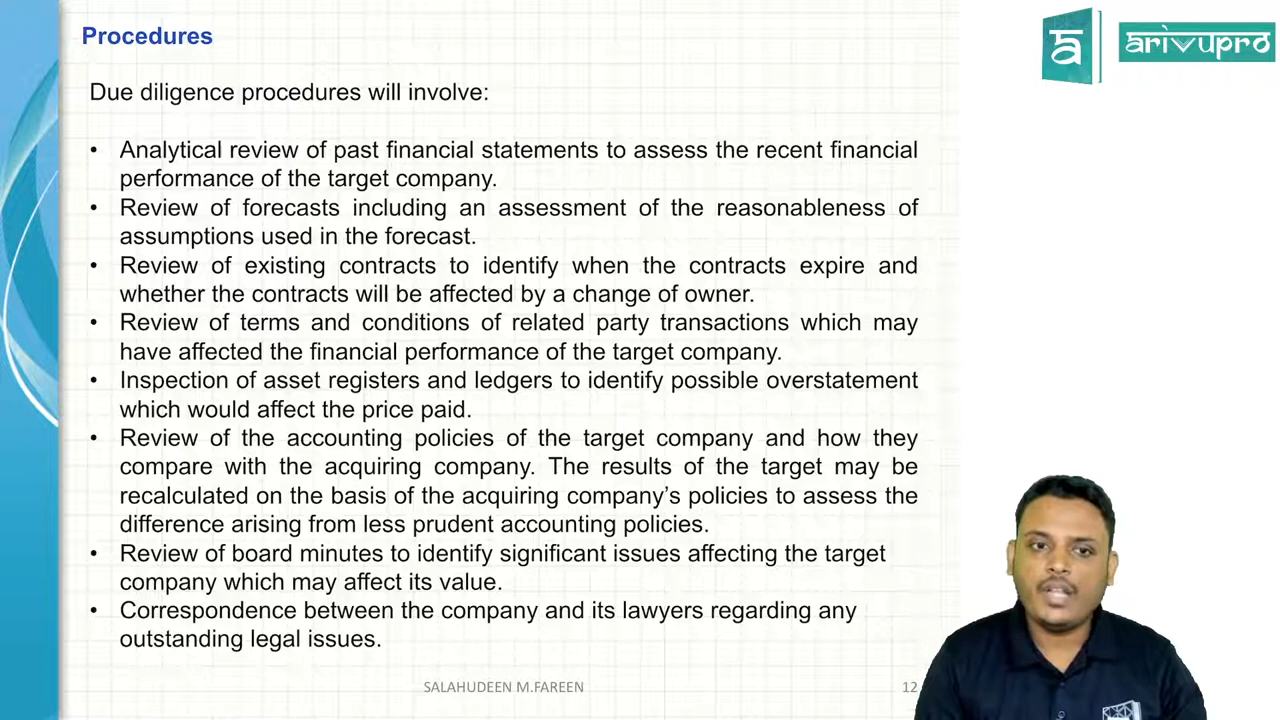 Procedures
arivupro
Due diligence procedures will involve:
• Analytical review of past financial statements to assess the recent financial
performance of the target company.
• Review of forecasts including an assessment of the reasonableness of
assumptions used in the forecast.
• Review of existing contracts to identify when the contracts expire and
whether the contracts will be affected by a change of owner.
• Review of terms and conditions of related party transactions which may
have affected the financial performance of the target company.
• Inspection of asset registers and ledgers to identify possible overstatement
which would affect the price paid.
• Review of the accounting policies of the target company and how they
compare with the acquiring company. The results of the target may be
recalculated on the basis of the acquiring company’s policies to assess the
difference arising from less prudent accounting policies.
• Review of board minutes to identify significant issues affecting the target
company which may affect its value.
• Correspondence between the company and its lawyers regarding any
outstanding legal issues.
SALAHUDEEN M.FAREEN
12